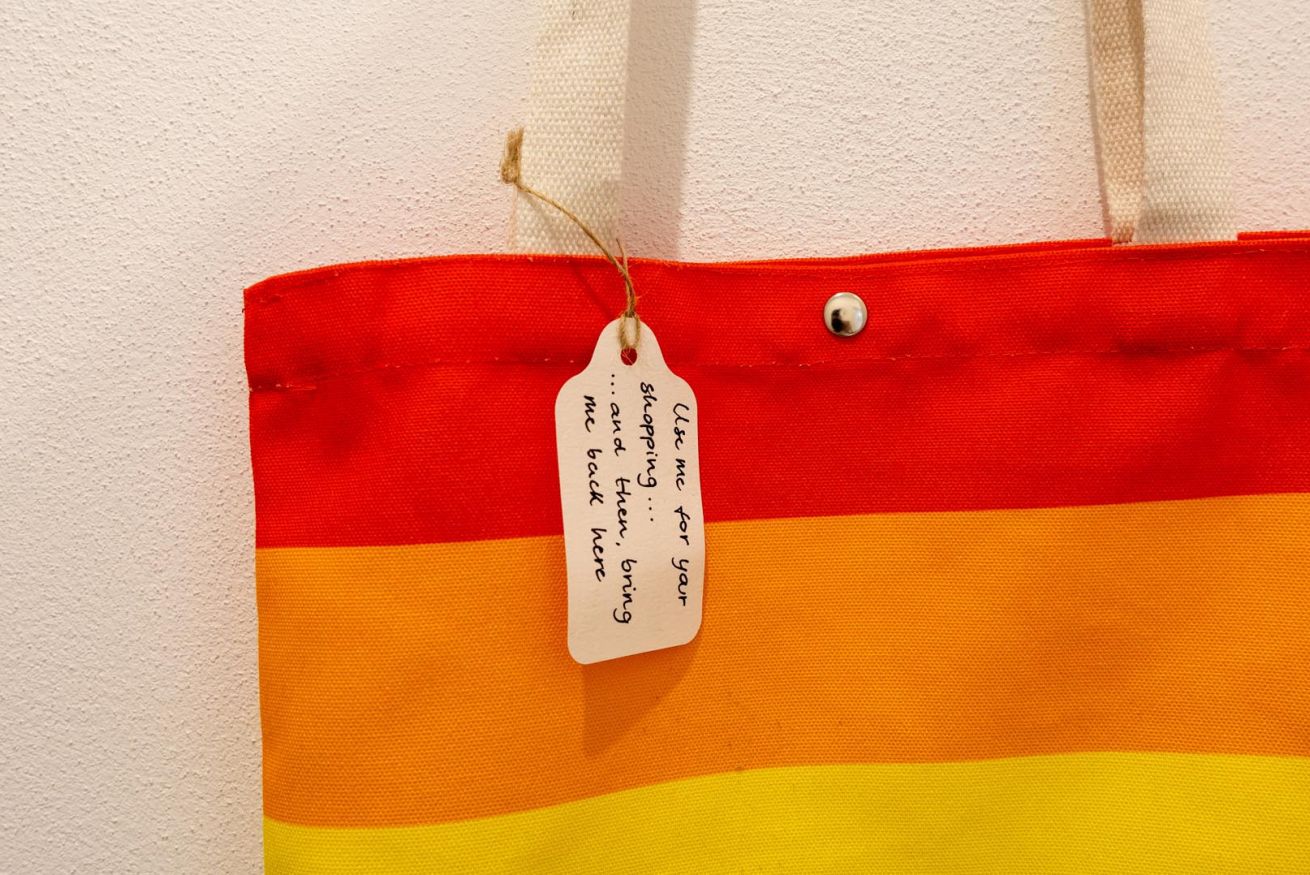 Use me for your
shopping...
...and then, bring
me back here